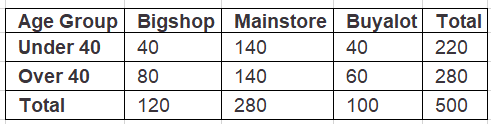 Age Group Bigshop Mainstore Buyalot Total
Under 40 40 140 40 220
Over 40 80 140 60 280
Total 120 280 100 500